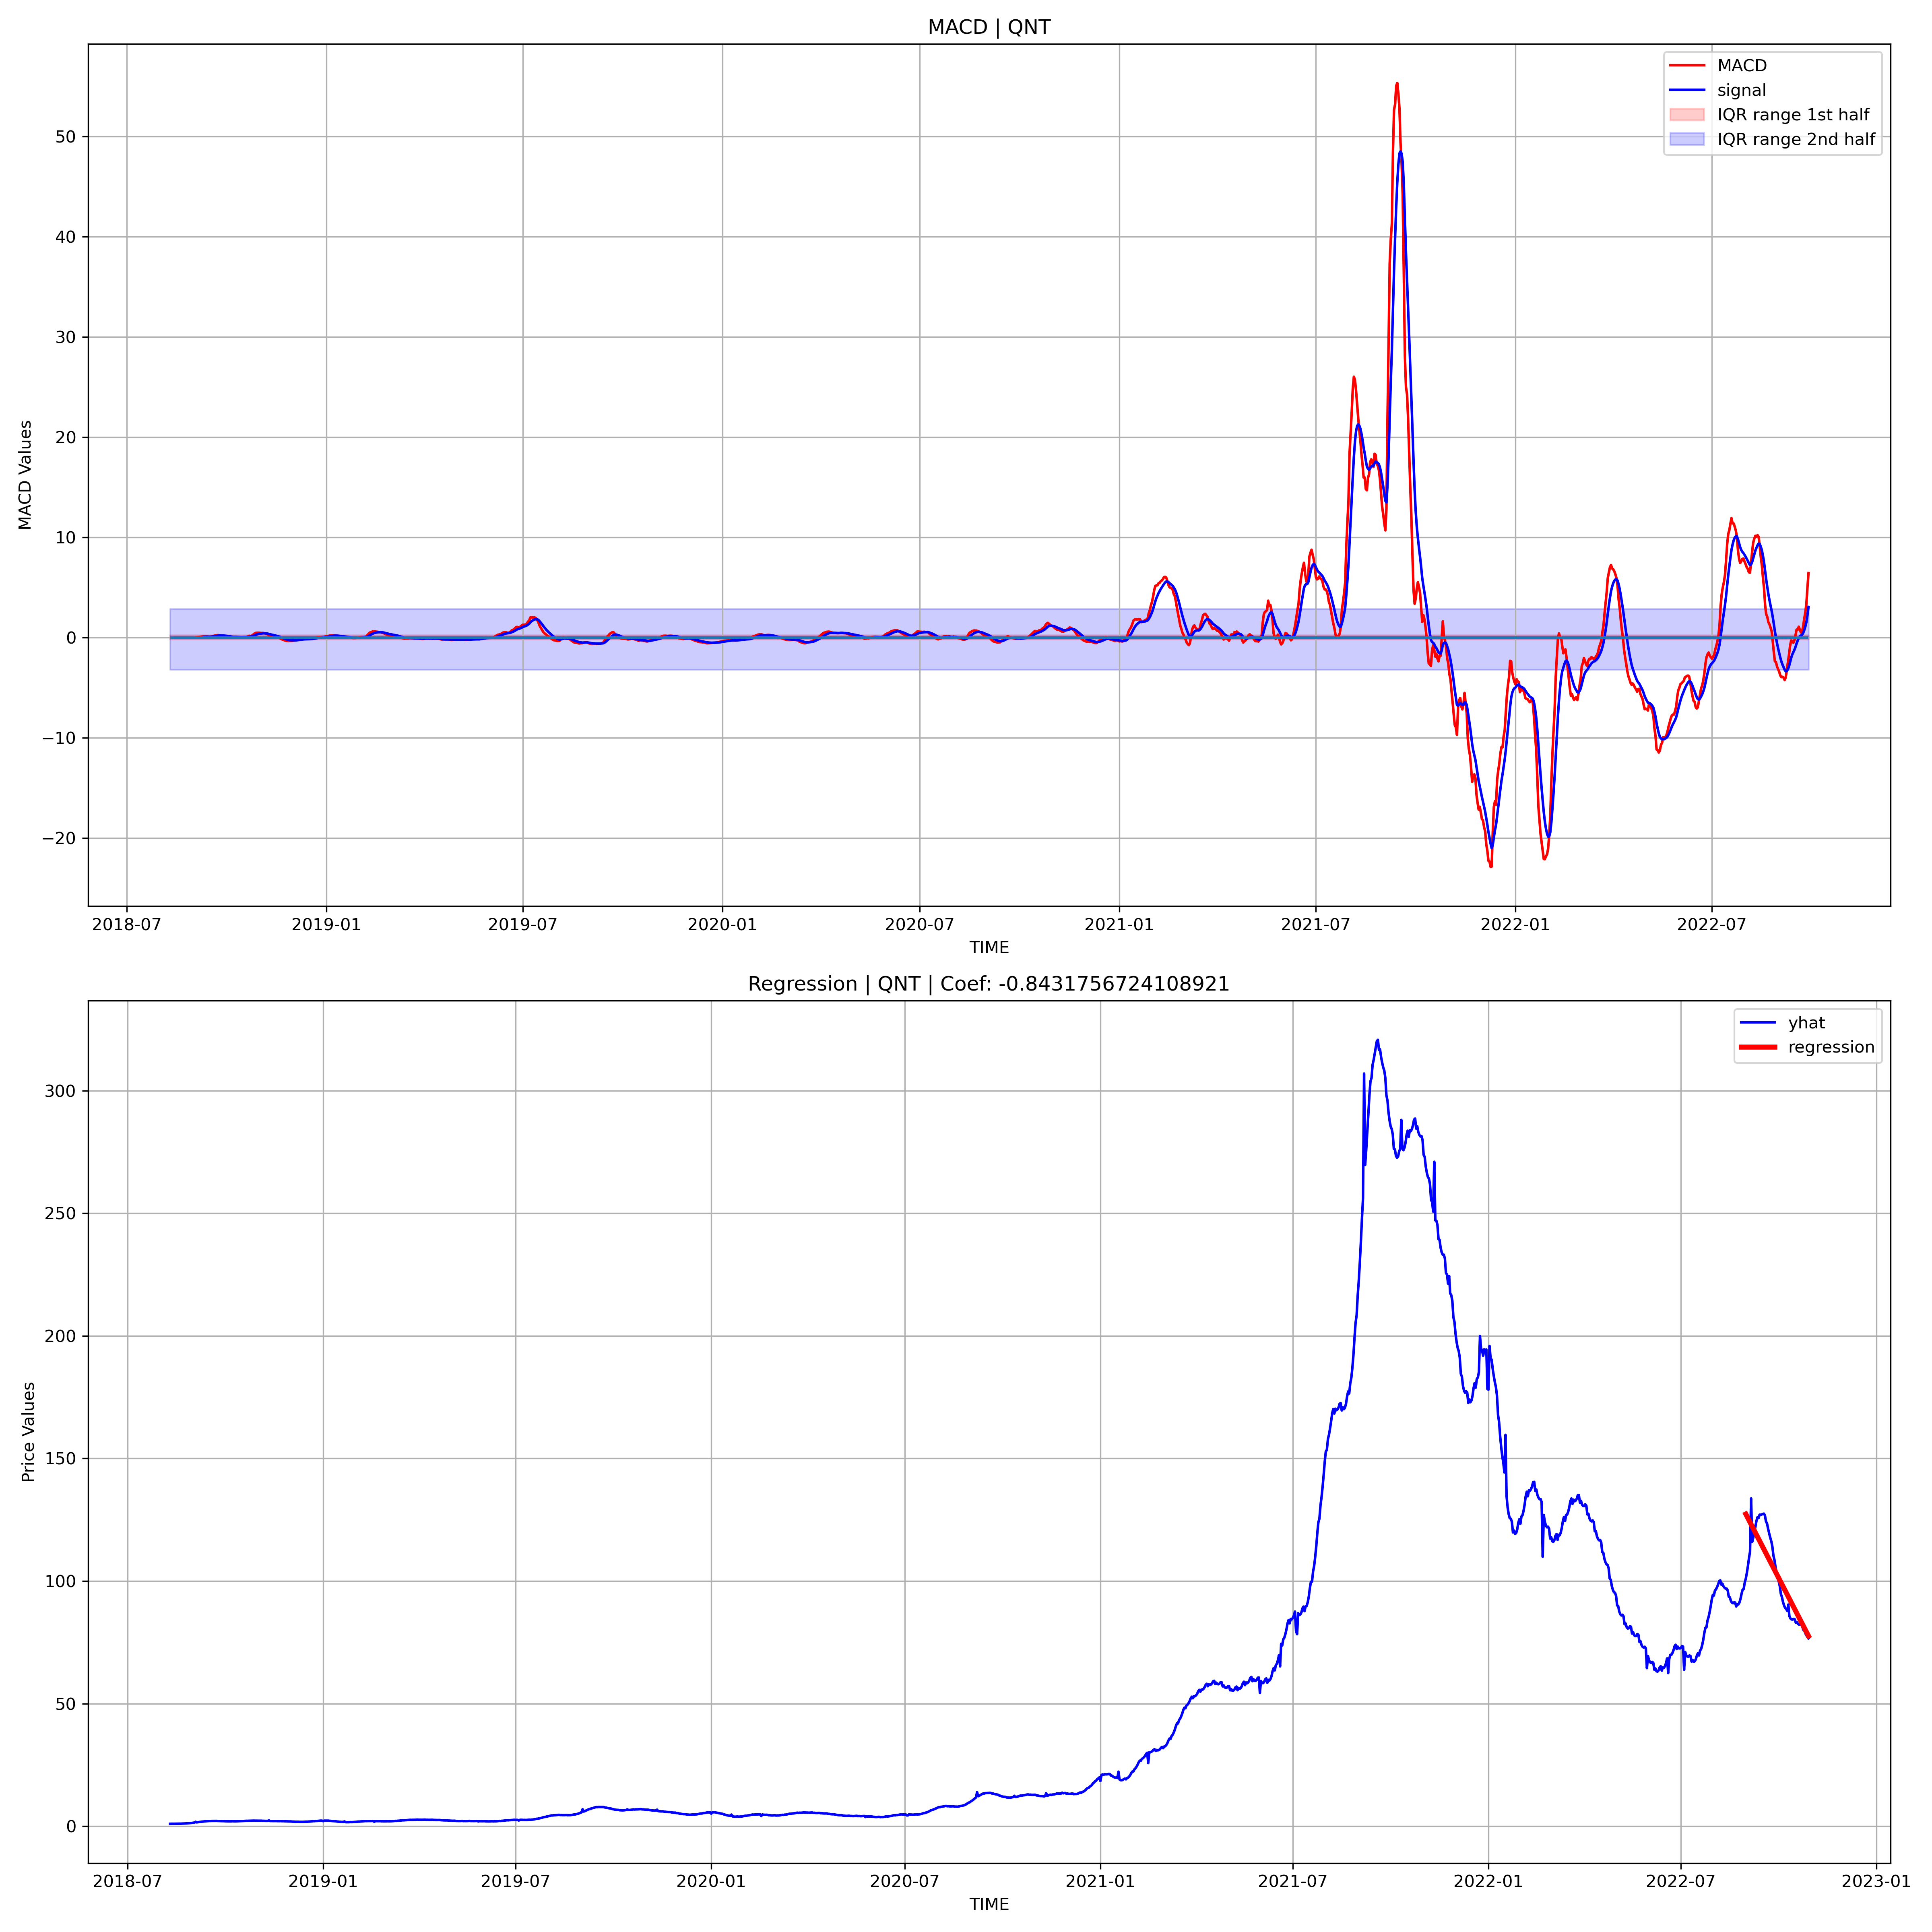 MACD | QNT
MACD
signal
IQR range 1st half
IQR range 2nd half
MACD Values
50
40
30
20
10
0
−10
−20
2018-07 2019-01 2019-07 2020-01 2020-07 2021-01 2021-07 2022-01 2022-07
TIME
Regression | QNT | Coef: -0.8431756724108921
yhat
regression
Price Values
300
250
200
150
100
50
0
2018-07 2019-01 2019-07 2020-01 2020-07 2021-01 2021-07 2022-01 2022-07 2023-01
TIME